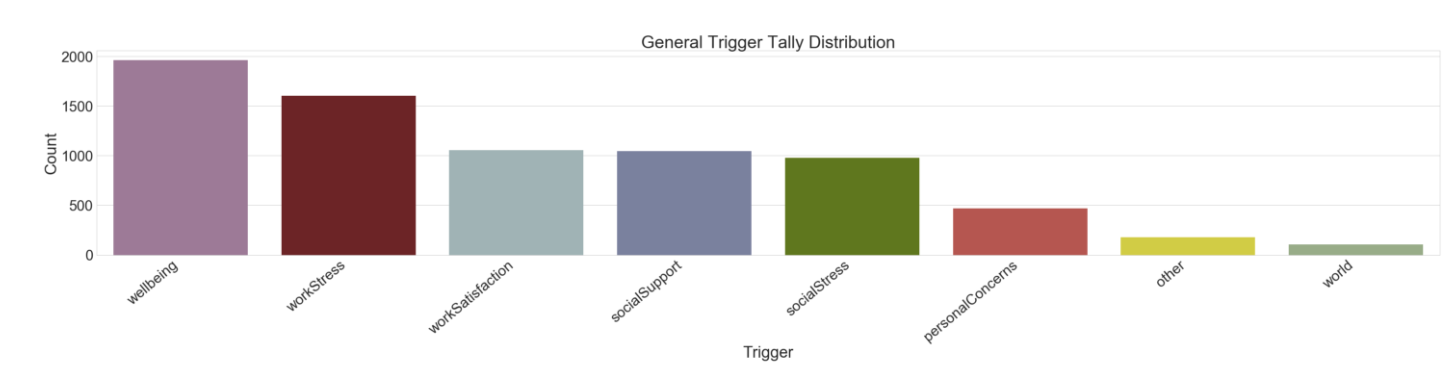 General Trigger Tally Distribution
2000
1500
1000
500
0
Count
wellbeing
workStress
workSatisfaction
socialSupport
socialStress
personalConcerns
other
world
Trigger